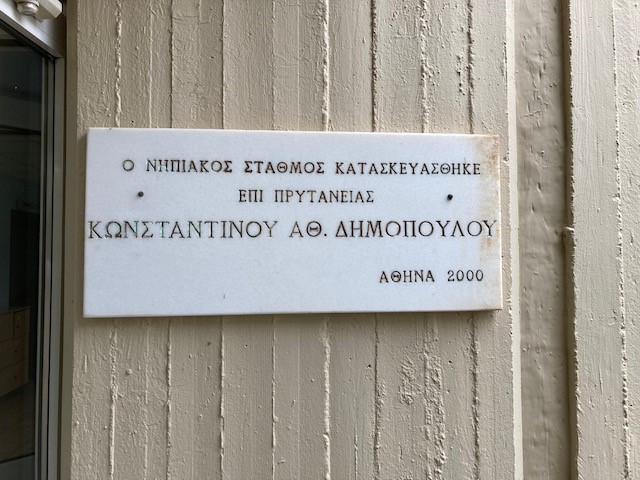 Ο ΝΗΠΙΑΚΟΣ ΣΤΑΘΜΟΣ ΚΑΤΑΣΚΕΥΑΣΘΗΚΕ
ΕΠΙ ΠΡΥΤΑΝΕΙΑΣ
ΚΩΝΣΤΑΝΤΙΝΟΥ ΑΘ. ΔΗΜΟΠΟΥΛΟΥ
ΑΘΗΝΑ 2000